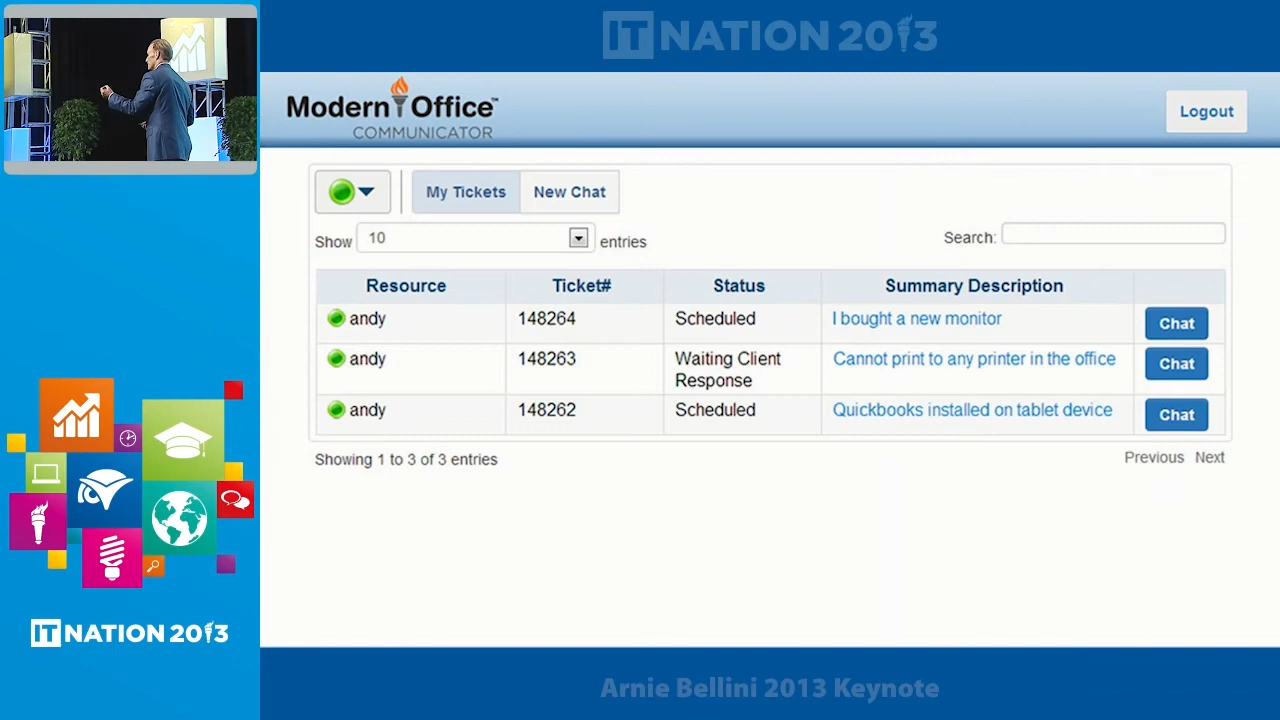 IT NATION 2013
Modern Office™
COMMUNICATOR
Logout
My Tickets New Chat
Show 10 entries Search:
Resource Ticket# Status Summary Description
andy 148264 Scheduled I bought a new monitor Chat
andy 148263 Waiting Client Cannot print to any printer in the office Chat
Response
andy 148262 Scheduled Quickbooks installed on tablet device Chat
Showing 1 to 3 of 3 entries Previous Next
IT NATION 2013
Arnie Bellini 2013 Keynote